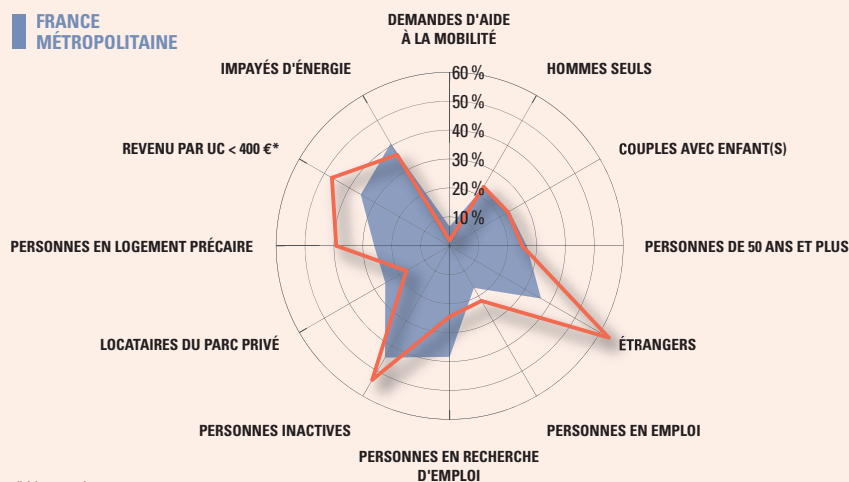 FRANCE
MÉTROPOLITAINE
DEMANDES D'AIDE
À LA MOBILITÉ
IMPAYÉS D'ÉNERGIE
HOMMES SEULS
60 %
50 %
40 %
30 %
20 %
10 %
REVENU PAR UC < 400 €*
COUPLES AVEC ENFANT(S)
PERSONNES EN LOGEMENT PRÉCAIRE
PERSONNES DE 50 ANS ET PLUS
LOCATAIRES DU PARC PRIVÉ
ÉTRANGERS
PERSONNES INACTIVES
PERSONNES EN EMPLOI
PERSONNES EN RECHERCHE
D'EMPLOI